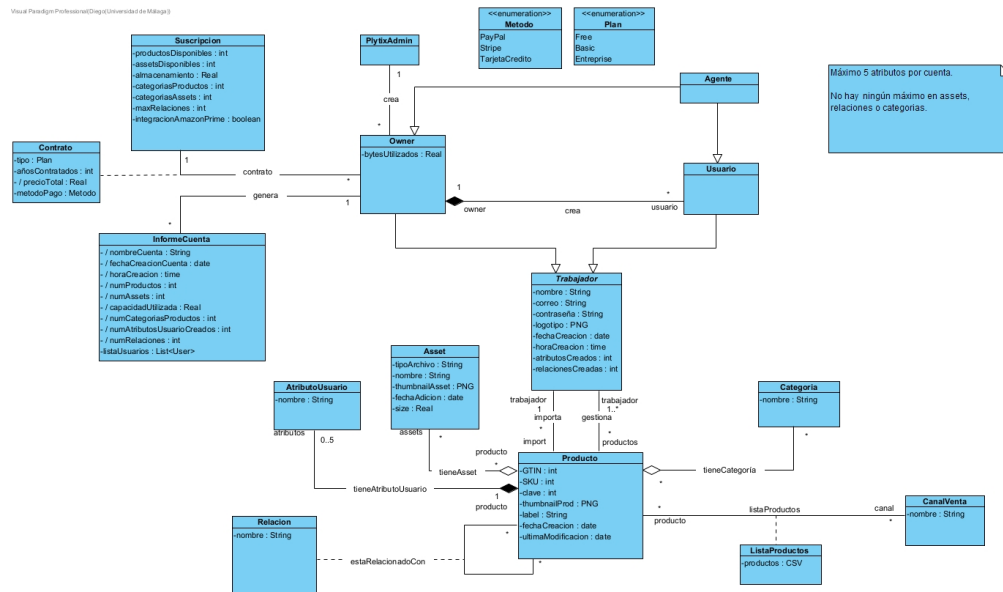 Visual Paradigm Professional(Diego(Universidad de Málaga))
Suscripcion
-productosDisponibles : int
-assetsDisponibles : int
-almacenamiento : Real
-categoriasProductos : int
-categoriasAssets : int
-maxRelaciones : int
-integracionAmazonPrime : boolean
PlytixAdmin
<<enumeration>>
Metodo
PayPal
Stripe
TarjetaCredito
<<enumeration>>
Plan
Free
Basic
Entreprise
Agente
Máximo 5 atributos por cuenta.
No hay ningún máximo en assets,
relaciones o categorias.
1
crea
*
Owner
-bytesUtilizados : Real
Contrato
-tipo : Plan
-añosContratados : int
- / precioTotal : Real
-metodoPago : Metodo
1
contrato
*
genera
1
*
Usuario
1
owner
crea
*
usuario
InformeCuenta
- / nombreCuenta : String
- / fechaCreacionCuenta : date
- / horaCreacion : time
- / numProductos : int
- / numAssets : int
- / capacidadUtilizada : Real
- / numCategoriasProductos : int
- / numAtributosUsuarioCreados : int
- / numRelaciones : int
-listaUsuarios : List<User>
Trabajador
-nombre : String
-correo : String
-contraseña : String
-logotipo : PNG
-fechaCreacion : date
-horaCreacion : time
-atributosCreados : int
-relacionesCreadas : int
Asset
-tipoArchivo : String
-nombre : String
-thumbnailAsset : PNG
-fechaAdicion : date
-size : Real
AtributoUsuario
-nombre : String
Categoria
-nombre : String
trabajador
1
importa
*
import
trabajador
1..*
gestiona
*
productos
atributos
0..5
assets
*
producto
*
tieneAsset
Producto
-GTIN : int
-SKU : int
-clave : int
-thumbnailProd : PNG
-label : String
-fechaCreacion : date
-ultimaModificacion : date
*
tieneCategoría
*
tieneAtributoUsuario
1
producto
*
producto
listaProductos
canal
*
CanalVenta
-nombre : String
Relacion
-nombre : String
*
estaRelacionadoCon
*
ListaProductos
-productos : CSV